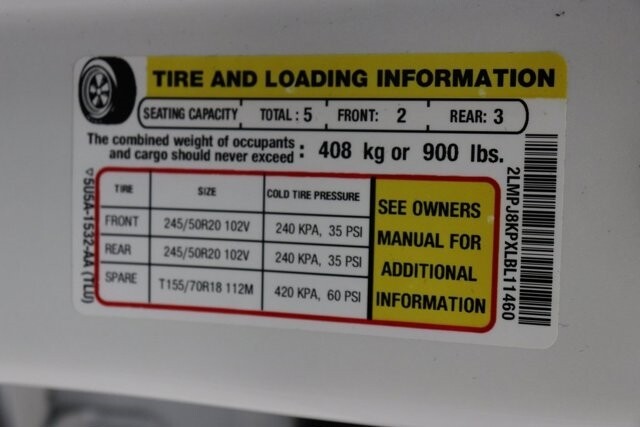 TIRE AND LOADING INFORMATION
SEATING CAPACITY TOTAL : 5 FRONT: 2 REAR: 3
The combined weight of occupants
and cargo should never exceed : 408 kg or 900 lbs.
TIRE SIZE COLD TIRE PRESSURE
FRONT 245/50R20 102V 240 KPA, 35 PSI
REAR 245/50R20 102V 240 KPA, 35 PSI
SPARE T155/70R18 112M 420 KPA, 60 PSI
SEE OWNERS
MANUAL FOR
ADDITIONAL
INFORMATION
▽5U5A-1532-AA (TLU)
2LMPJ8KPXLBL11460